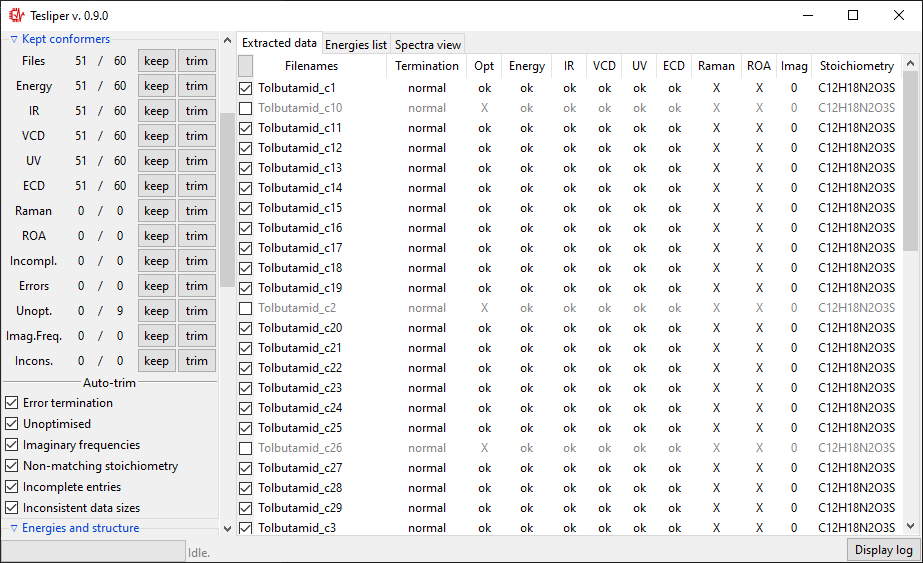 Tesliper v. 0.9.0
Kept conformers
Files 51 / 60 keep trim
Energy 51 / 60 keep trim
IR 51 / 60 keep trim
VCD 51 / 60 keep trim
UV 51 / 60 keep trim
ECD 51 / 60 keep trim
Raman 0 / 0 keep trim
ROA 0 / 0 keep trim
Incompl. 0 / 0 keep trim
Errors 0 / 0 keep trim
Unopt. 0 / 9 keep trim
Imag.Freq. 0 / 0 keep trim
Incons. 0 / 0 keep trim
Auto-trim
Error termination
Unoptimised
Imaginary frequencies
Non-matching stoichiometry
Incomplete entries
Inconsistent data sizes
Energies and structure
Extracted data Energies list Spectra view
Filenames Termination Opt Energy IR VCD UV ECD Raman ROA Imag Stoichiometry
Tolbutamid_c1 normal ok ok ok ok ok ok X X 0 C12H18N2O3S
Tolbutamid_c10 normal X ok ok ok ok ok X X 0 C12H18N2O3S
Tolbutamid_c11 normal ok ok ok ok ok ok X X 0 C12H18N2O3S
Tolbutamid_c12 normal ok ok ok ok ok ok X X 0 C12H18N2O3S
Tolbutamid_c13 normal ok ok ok ok ok ok X X 0 C12H18N2O3S
Tolbutamid_c14 normal ok ok ok ok ok ok X X 0 C12H18N2O3S
Tolbutamid_c15 normal ok ok ok ok ok ok X X 0 C12H18N2O3S
Tolbutamid_c16 normal ok ok ok ok ok ok X X 0 C12H18N2O3S
Tolbutamid_c17 normal ok ok ok ok ok ok X X 0 C12H18N2O3S
Tolbutamid_c18 normal ok ok ok ok ok ok X X 0 C12H18N2O3S
Tolbutamid_c19 normal ok ok ok ok ok ok X X 0 C12H18N2O3S
Tolbutamid_c2 normal X ok ok ok ok ok X X 0 C12H18N2O3S
Tolbutamid_c20 normal ok ok ok ok ok ok X X 0 C12H18N2O3S
Tolbutamid_c21 normal ok ok ok ok ok ok X X 0 C12H18N2O3S
Tolbutamid_c22 normal ok ok ok ok ok ok X X 0 C12H18N2O3S
Tolbutamid_c23 normal ok ok ok ok ok ok X X 0 C12H18N2O3S
Tolbutamid_c24 normal ok ok ok ok ok ok X X 0 C12H18N2O3S
Tolbutamid_c25 normal ok ok ok ok ok ok X X 0 C12H18N2O3S
Tolbutamid_c26 normal X ok ok ok ok ok X X 0 C12H18N2O3S
Tolbutamid_c27 normal ok ok ok ok ok ok X X 0 C12H18N2O3S
Tolbutamid_c28 normal ok ok ok ok ok ok X X 0 C12H18N2O3S
Tolbutamid_c29 normal ok ok ok ok ok ok X X 0 C12H18N2O3S
Tolbutamid_c3 normal ok ok ok ok ok ok X X 0 C12H18N2O3S
Idle.
Display log